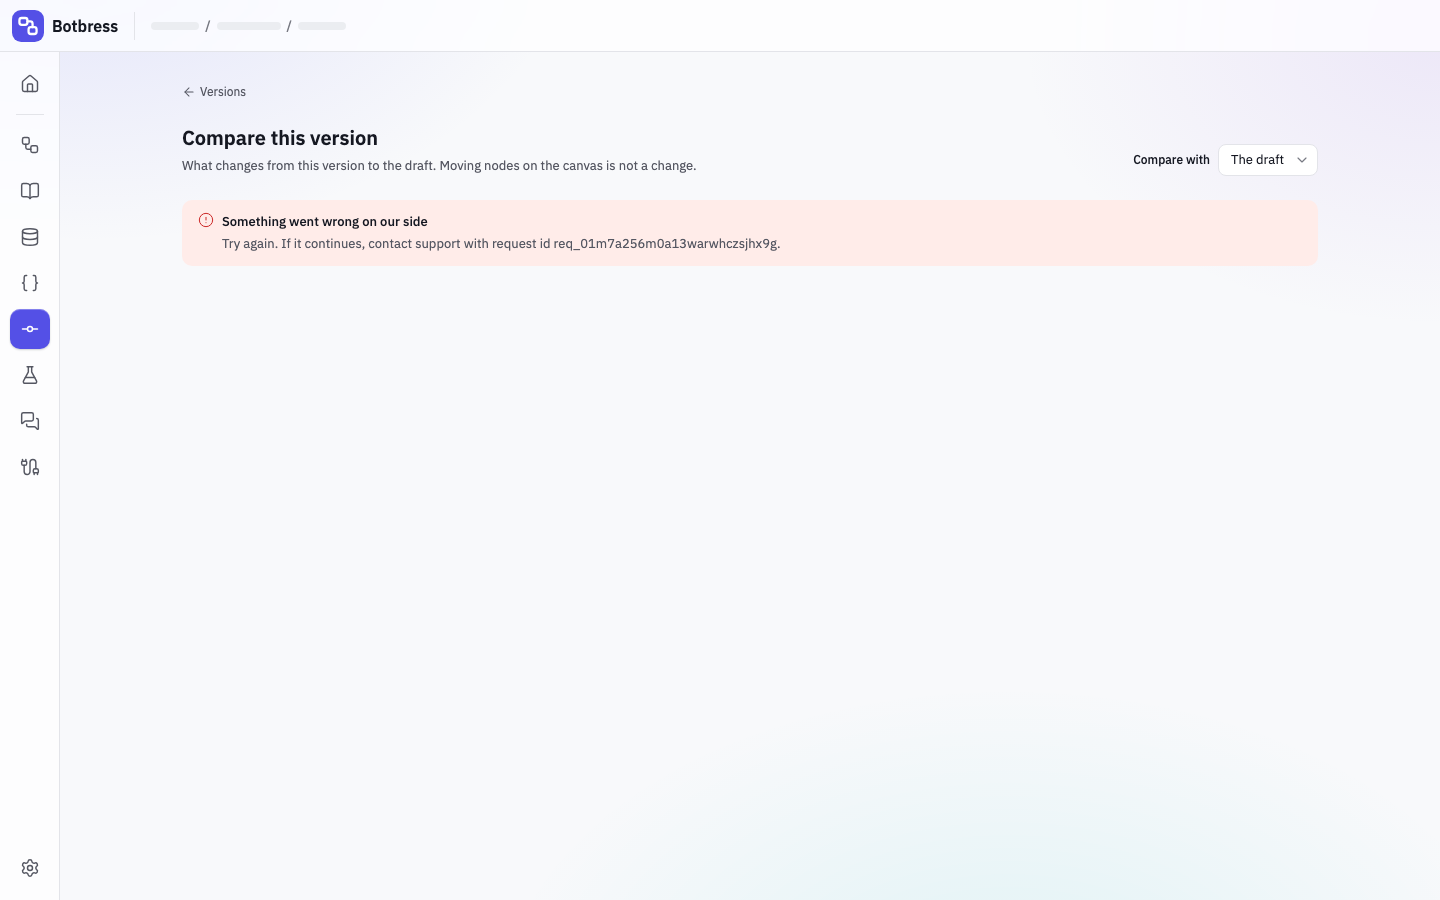 Botbress / /
Versions
Compare this version
What changes from this version to the draft. Moving nodes on the canvas is not a change.
Compare with The draft
Something went wrong on our side
Try again. If it continues, contact support with request id req_01m7a256m0a13warwhczsjhx9g.